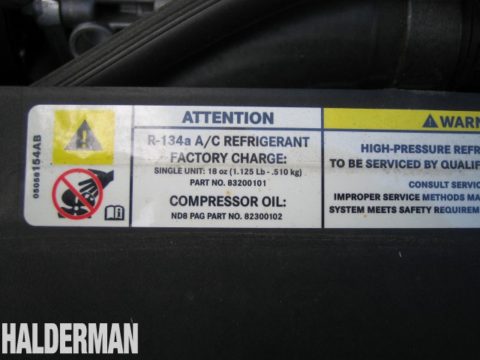 05056154AB
ATTENTION
R-134a A/C REFRIGERANT
FACTORY CHARGE:
SINGLE UNIT: 18 oz (1.125 Lb - .510 kg)
PART NO. 83200101
COMPRESSOR OIL:
ND8 PAG PART NO. 82300102
WARN
HIGH-PRESSURE REFR
TO BE SERVICED BY QUALIF
CONSULT SERVIC
IMPROPER SERVICE METHODS MA
SYSTEM MEETS SAFETY REQUIREM
HALDERMAN